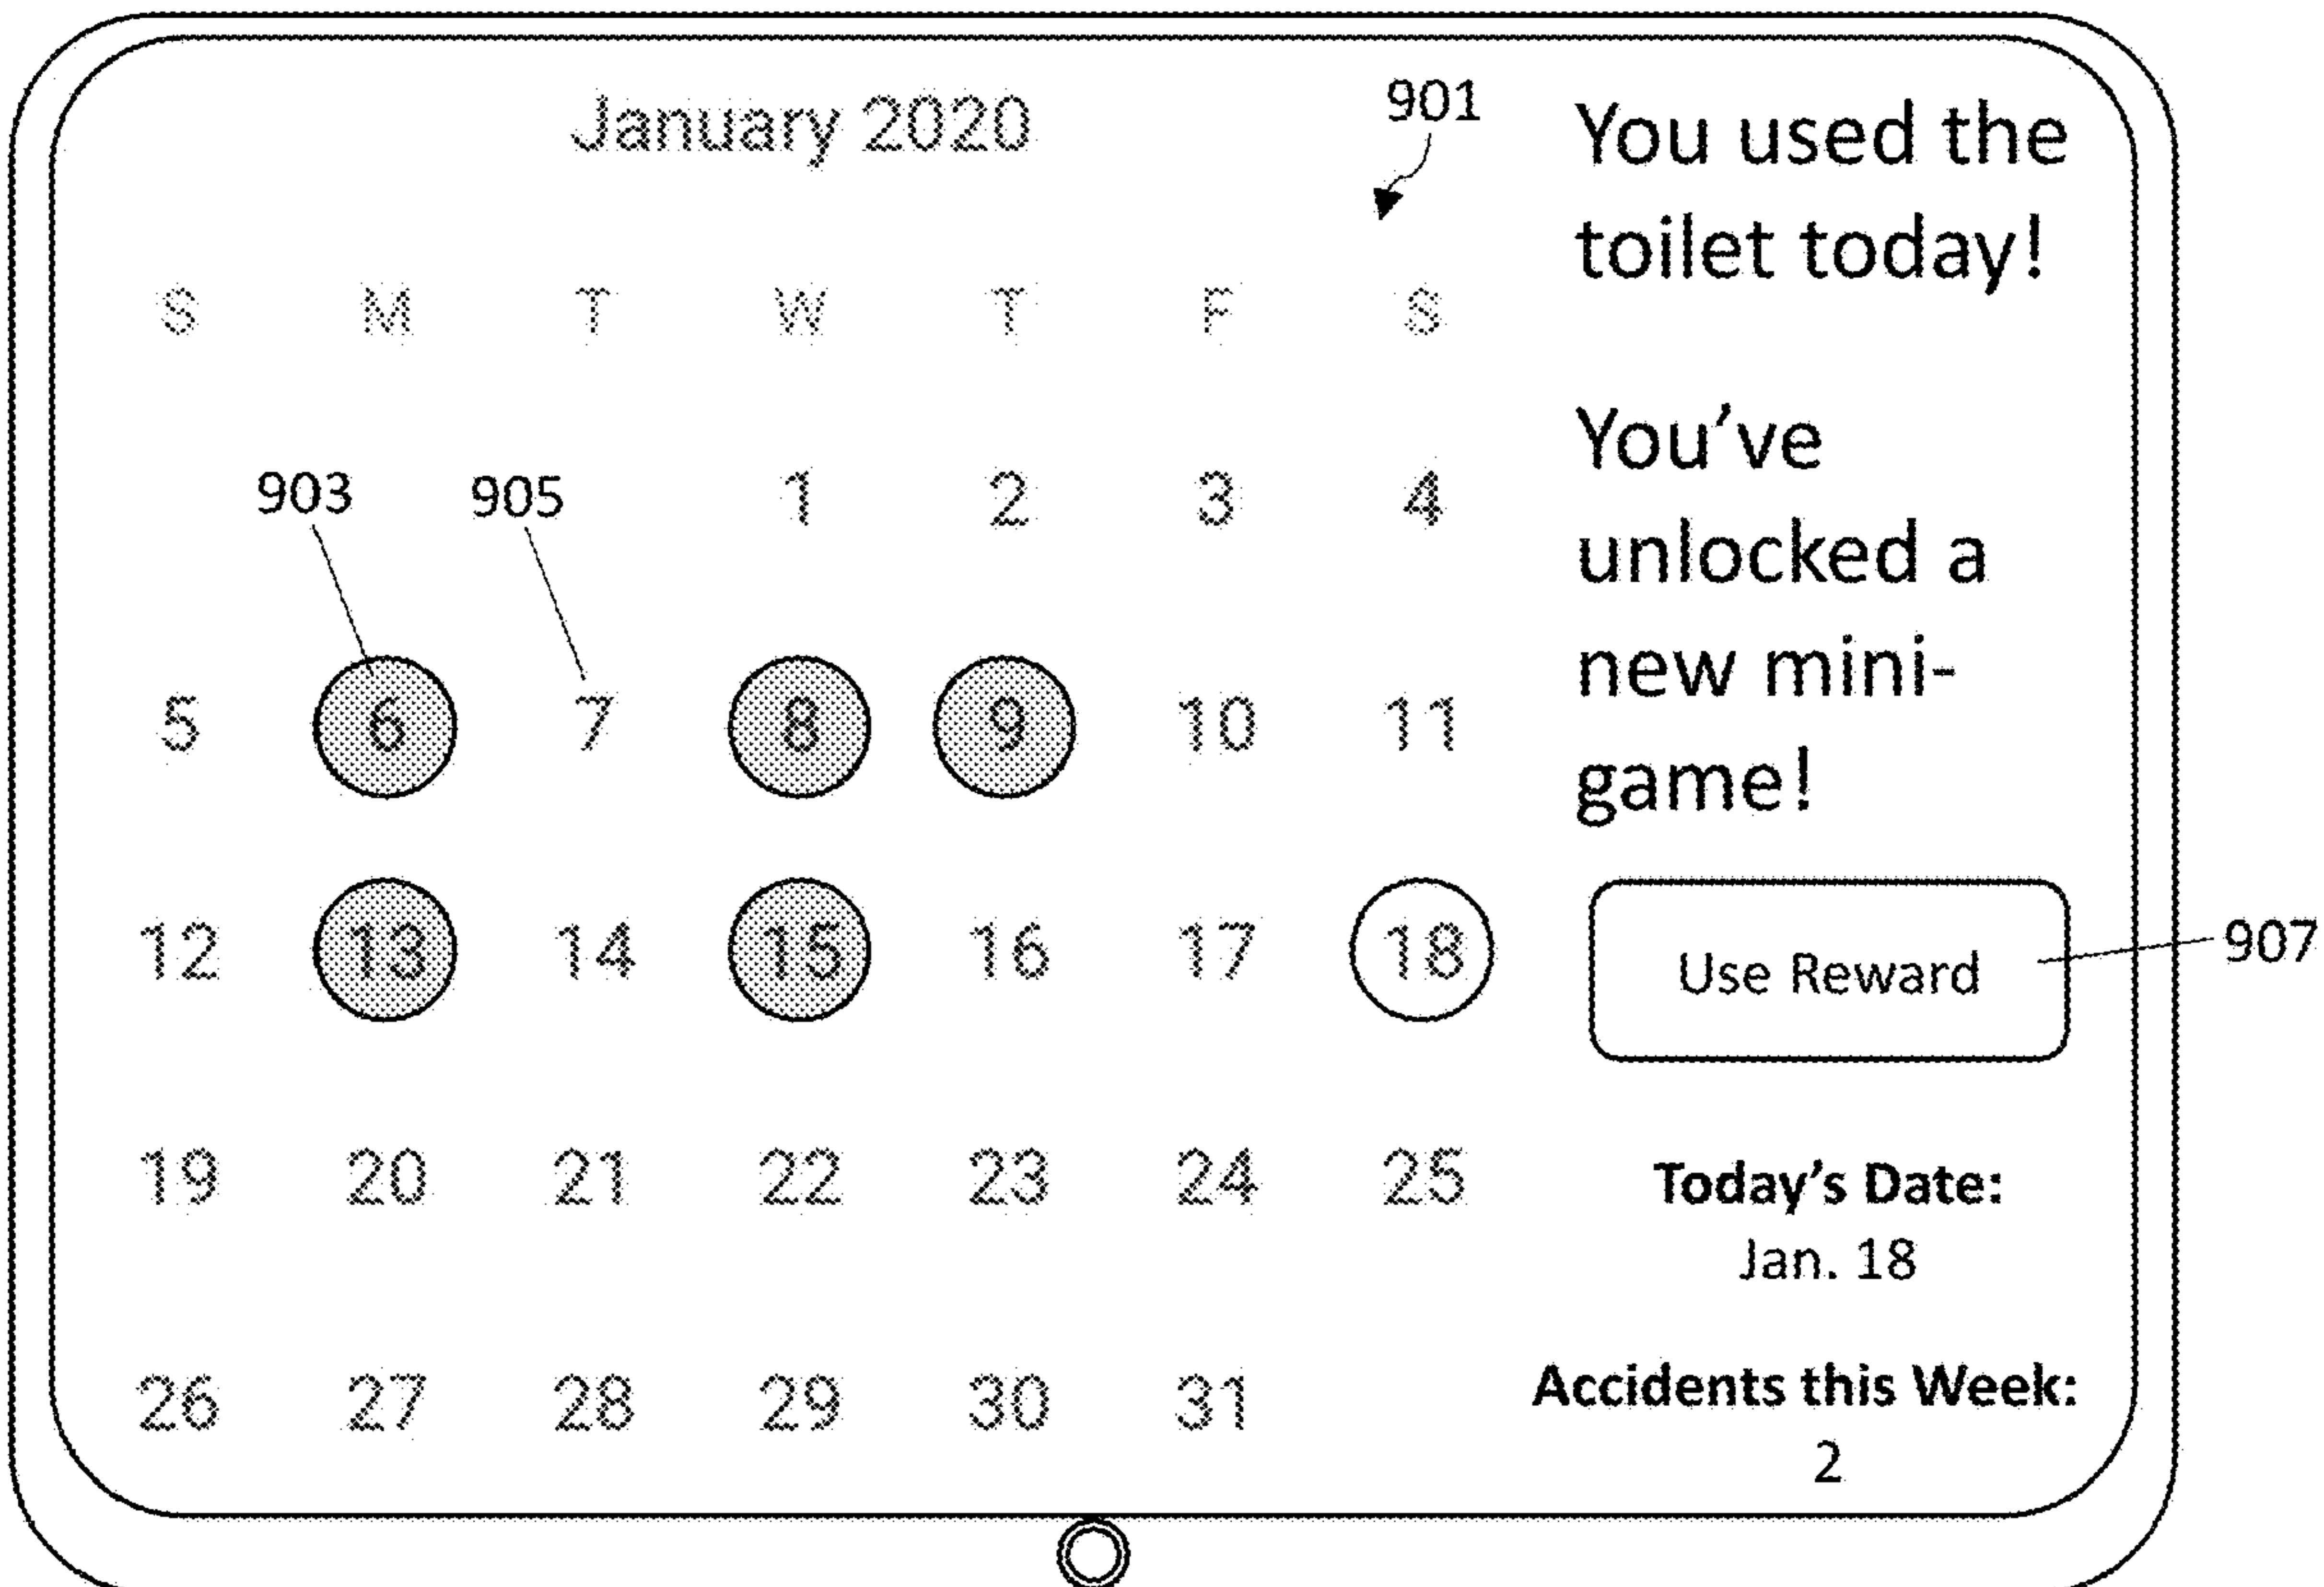 January 2020
901
S M T W T F S
903 905
1 2 3 4
5 6 7 8 9 10 11
12 13 14 15 16 17 18
19 20 21 22 23 24 25
26 27 28 29 30 31
You used the
toilet today!
You've
unlocked a
new mini-
game!
Use Reward
907
Today's Date:
Jan. 18
Accidents this Week:
2